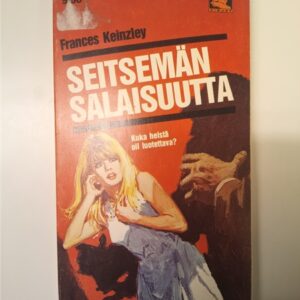 Frances Keinzley
SEITSEMÄN
SALAISUUTTA
Kuka heistä
oli luotettava?